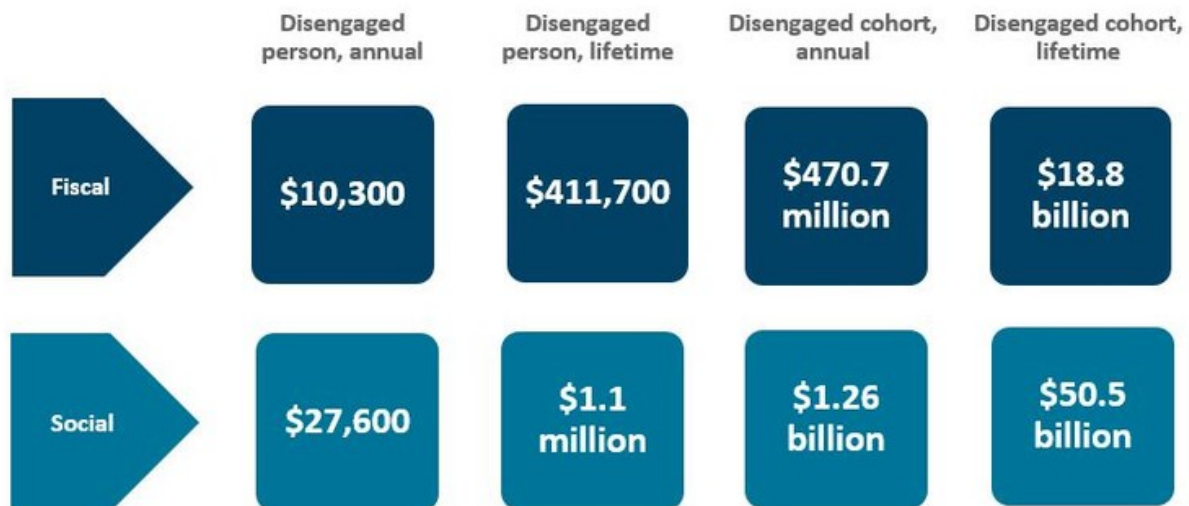 Disengaged
person, annual
Disengaged
person, lifetime
Disengaged cohort,
annual
Disengaged cohort,
lifetime
Fiscal
$10,300
$411,700
$470.7
million
$18.8
billion
Social
$27,600
$1.1
million
$1.26
billion
$50.5
billion